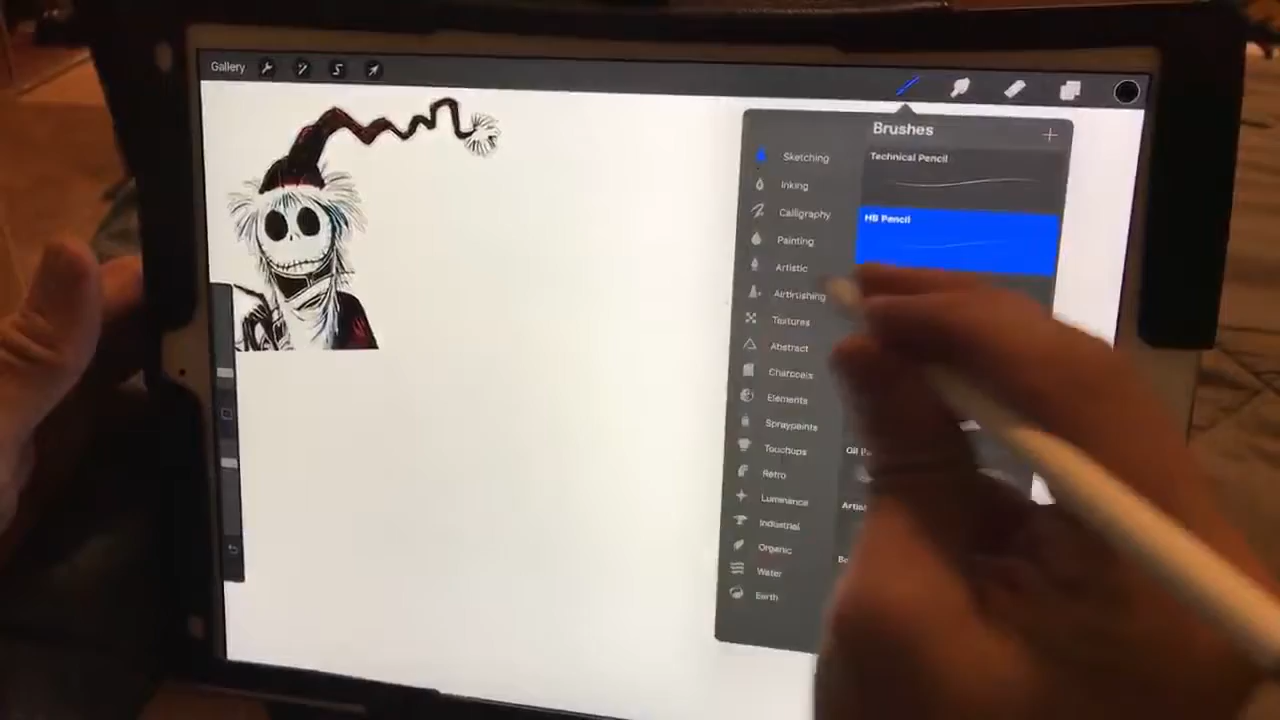 Gallery
Brushes
Sketching
Inking
Calligraphy
Painting
Artistic
Airbrushing
Textures
Abstract
Charcoals
Elements
Spraypaints
Touchups
Retro
Luminance
Industrial
Organic
Water
Earth
Technical Pencil
HB Pencil
Oil